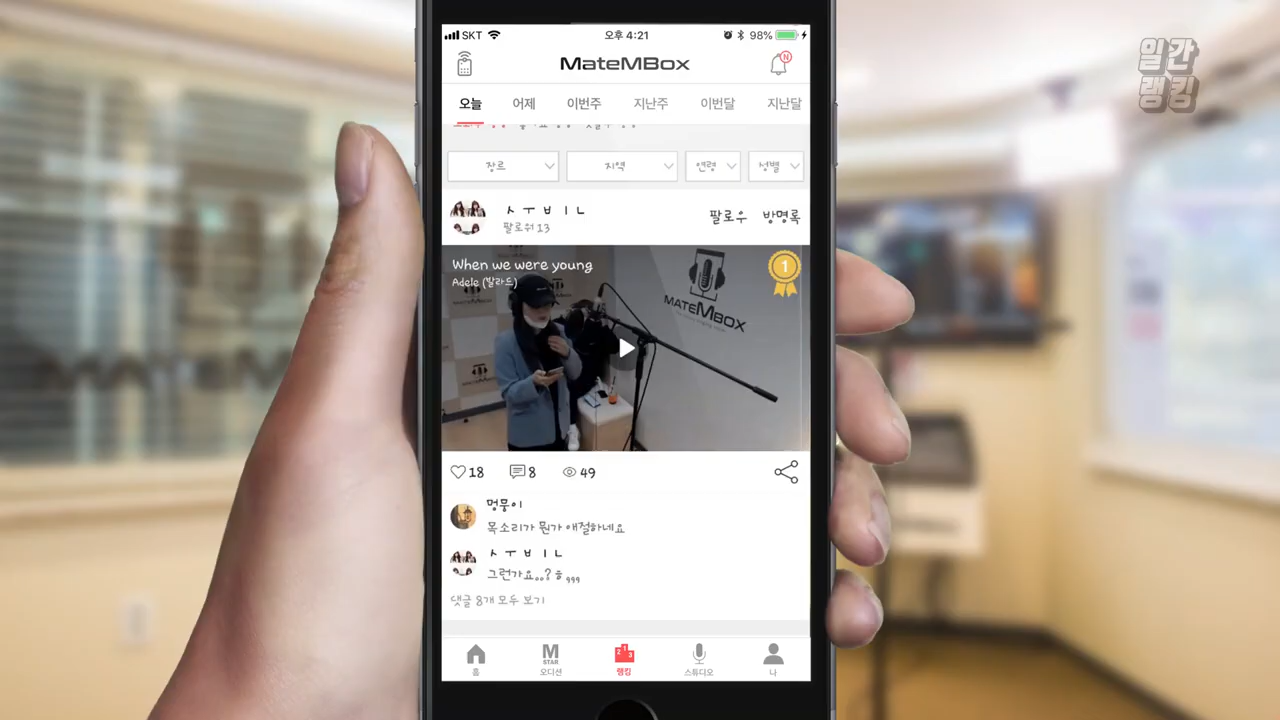 일간
랭킹
SKT 오후 4:21 98%
MateMBox N
오늘 어제 이번주 지난주 이번달 지난달
장르 지역 연령 성별
ㅅㅜㅂㅣㄴ
팔로워 13
팔로우 방명록
When we were young
Adele (발라드)
1
MATEMBOX
18 8 49
멍뭉이
목소리가 뭔가 애절하네요
ㅅㅜㅂㅣㄴ
그런가요,,?ㅎ,,,
댓글 8개 모두 보기
M STAR
홈 오디션 랭킹 스튜디오 나